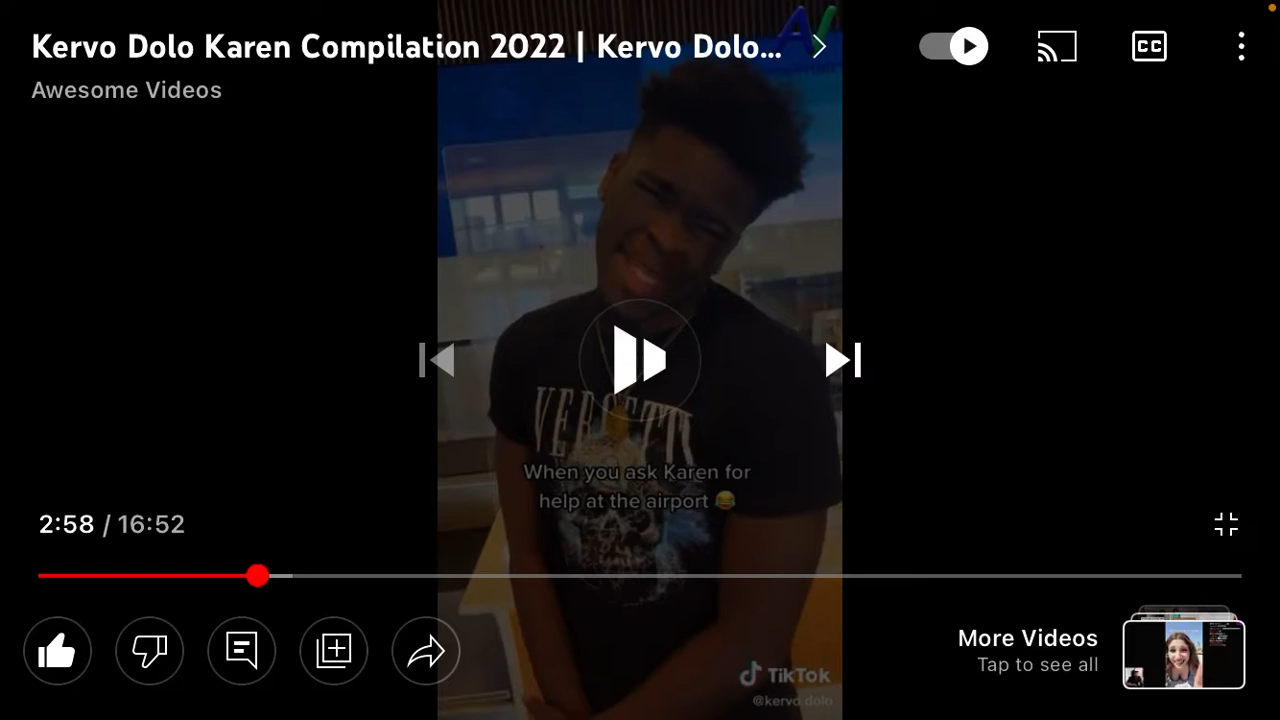 Kervo Dolo Karen Compilation 2022 | Kervo Dolo...
Awesome Videos
CC
When you ask Karen for
help at the airport 😂
2:58 / 16:52
More Videos
Tap to see all
TikTok
@kervo.dolo